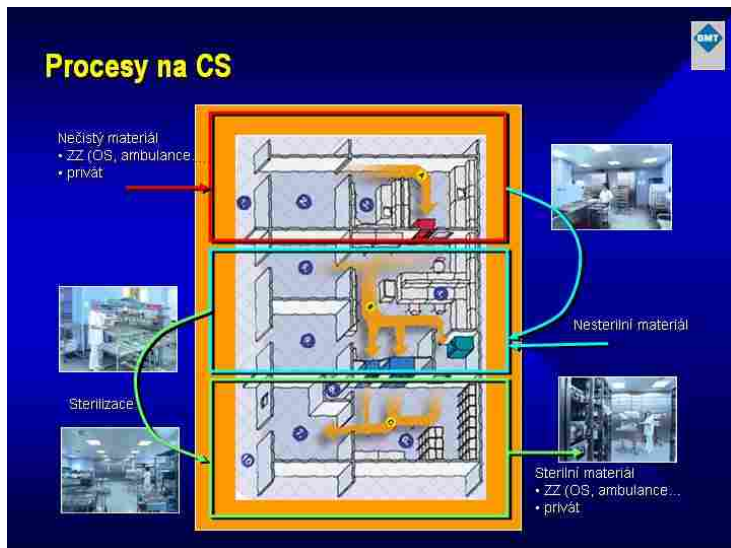 BMT
Procesy na CS
Nečistý materiál
• ZZ (OS, ambulance…
• privát
Nesterilní materiál
Sterilizace
Sterilní materiál
• ZZ (OS, ambulance…
• privát